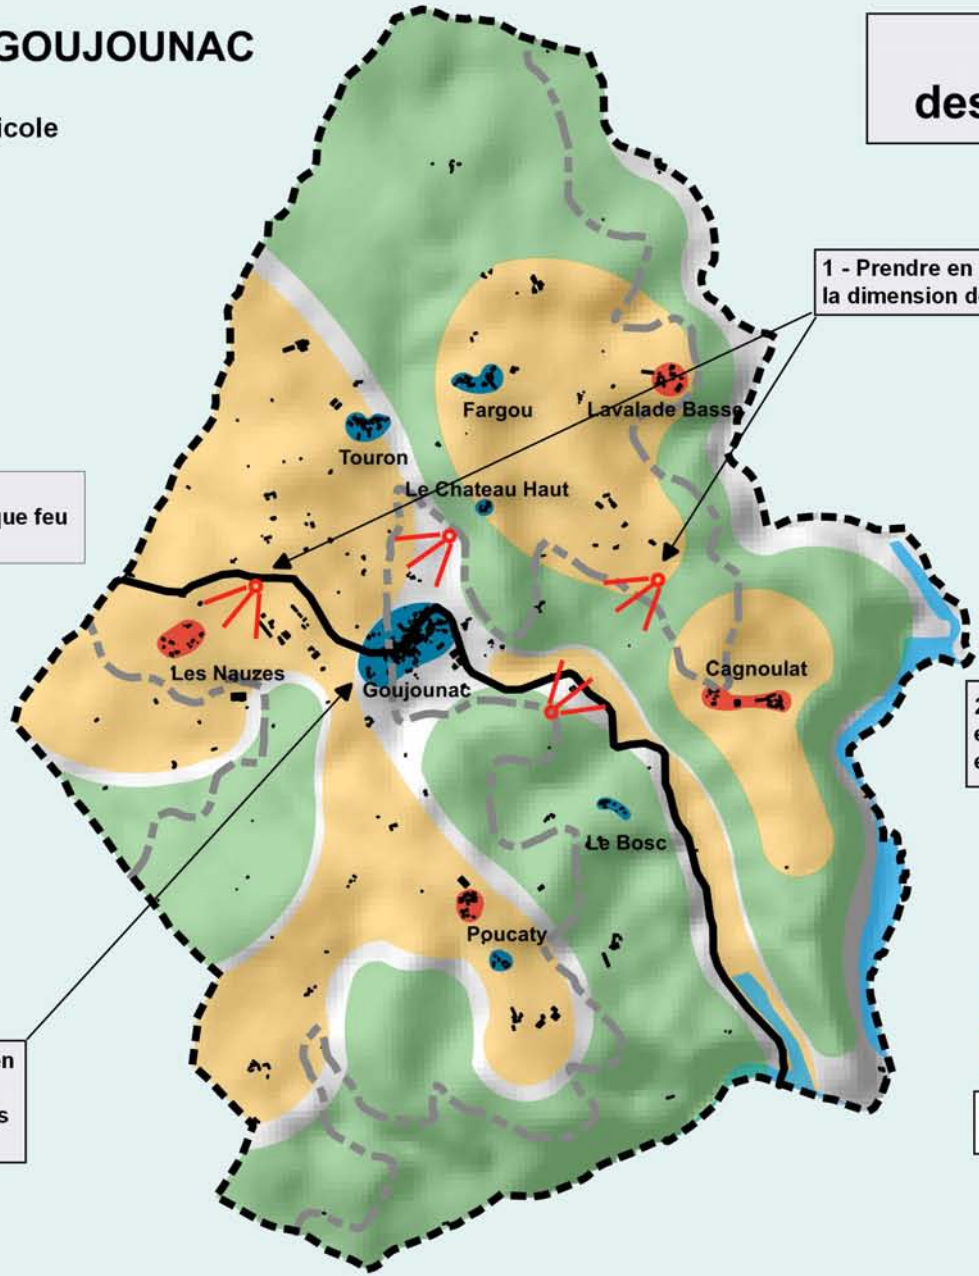 GOUJOUNAC
des
icole
1 - Prendre en
la dimension d
Fargou
Lavalade Basse
Touron
Le Chateau Haut
que feu
Les Nauzes
Goujounac
Cagnoulat
2
e
e
Le Bosc
Poucaty
en
s